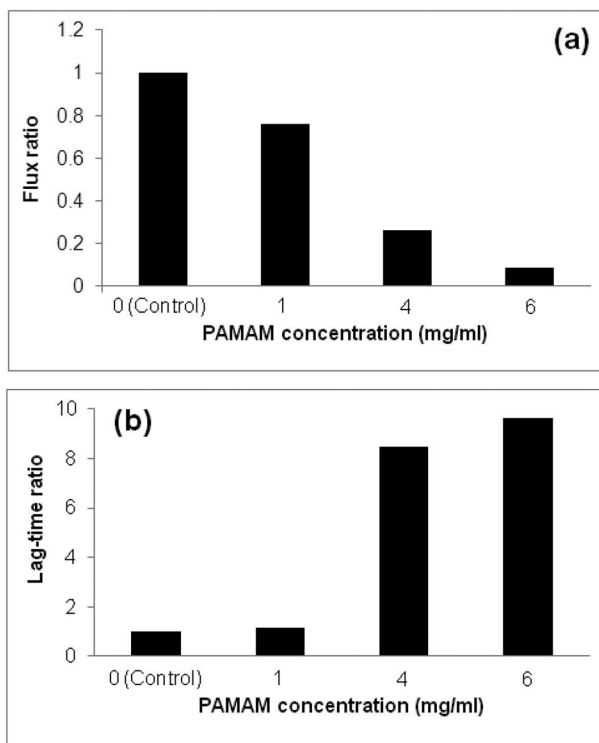 1.2
(a)
1
0.8
0.6
0.4
0.2
0
Flux ratio
0 (Control) 1 4 6
PAMAM concentration (mg/ml)
10
(b)
8
6
4
2
0
Lag-time ratio
0 (Control) 1 4 6
PAMAM concentration (mg/ml)